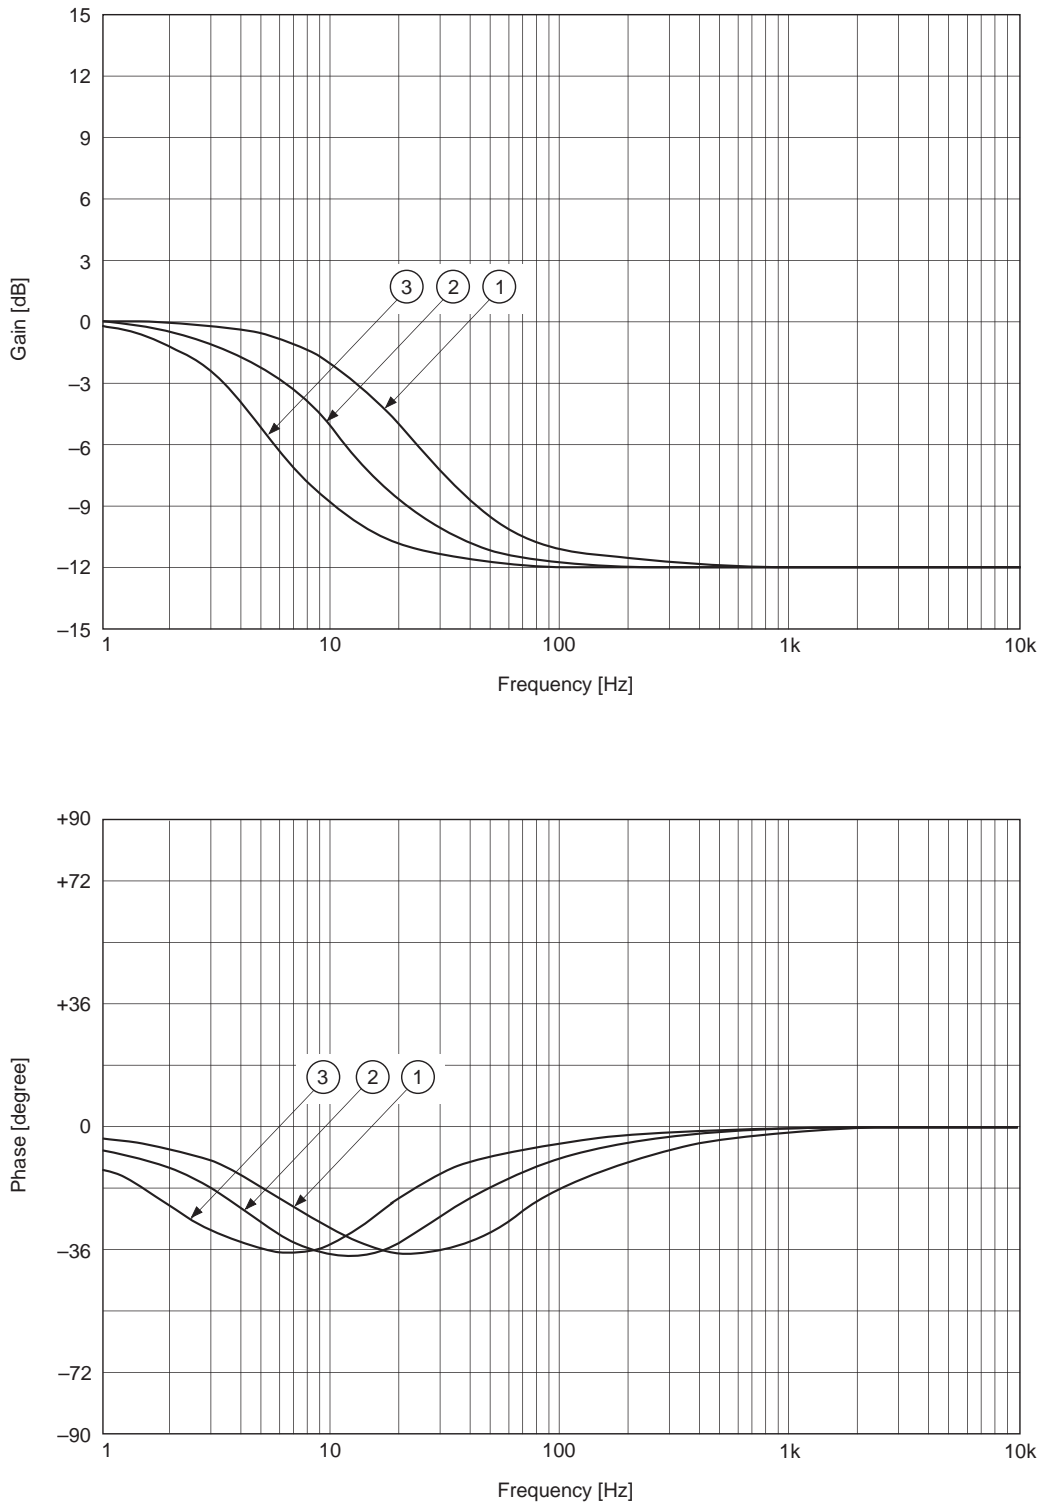 15
12
9
6
3
0
–3
–6
–9
–12
–15
Gain [dB]
3 2 1
1 10 100 1k 10k
Frequency [Hz]
+90
+72
+36
0
–36
–72
–90
Phase [degree]
3 2 1
1 10 100 1k 10k
Frequency [Hz]